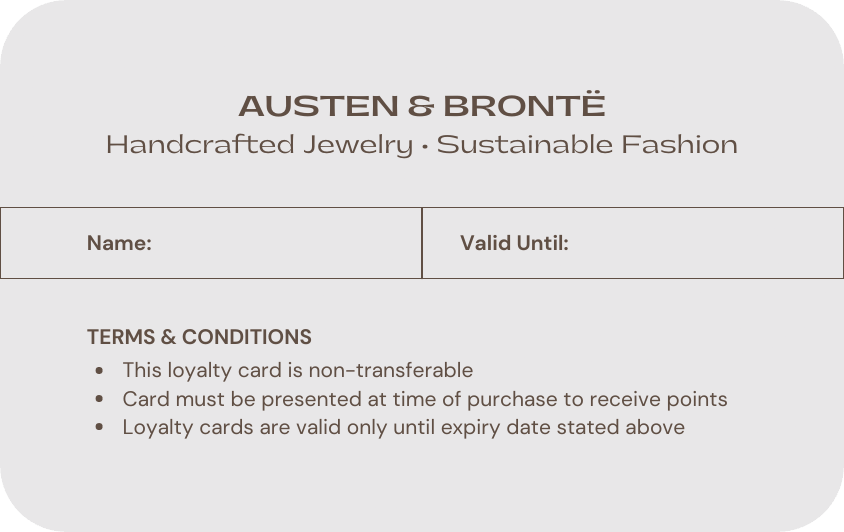 AUSTEN & BRONTË
Handcrafted Jewelry • Sustainable Fashion
Name:
Valid Until:
TERMS & CONDITIONS
• This loyalty card is non-transferable
• Card must be presented at time of purchase to receive points
• Loyalty cards are valid only until expiry date stated above